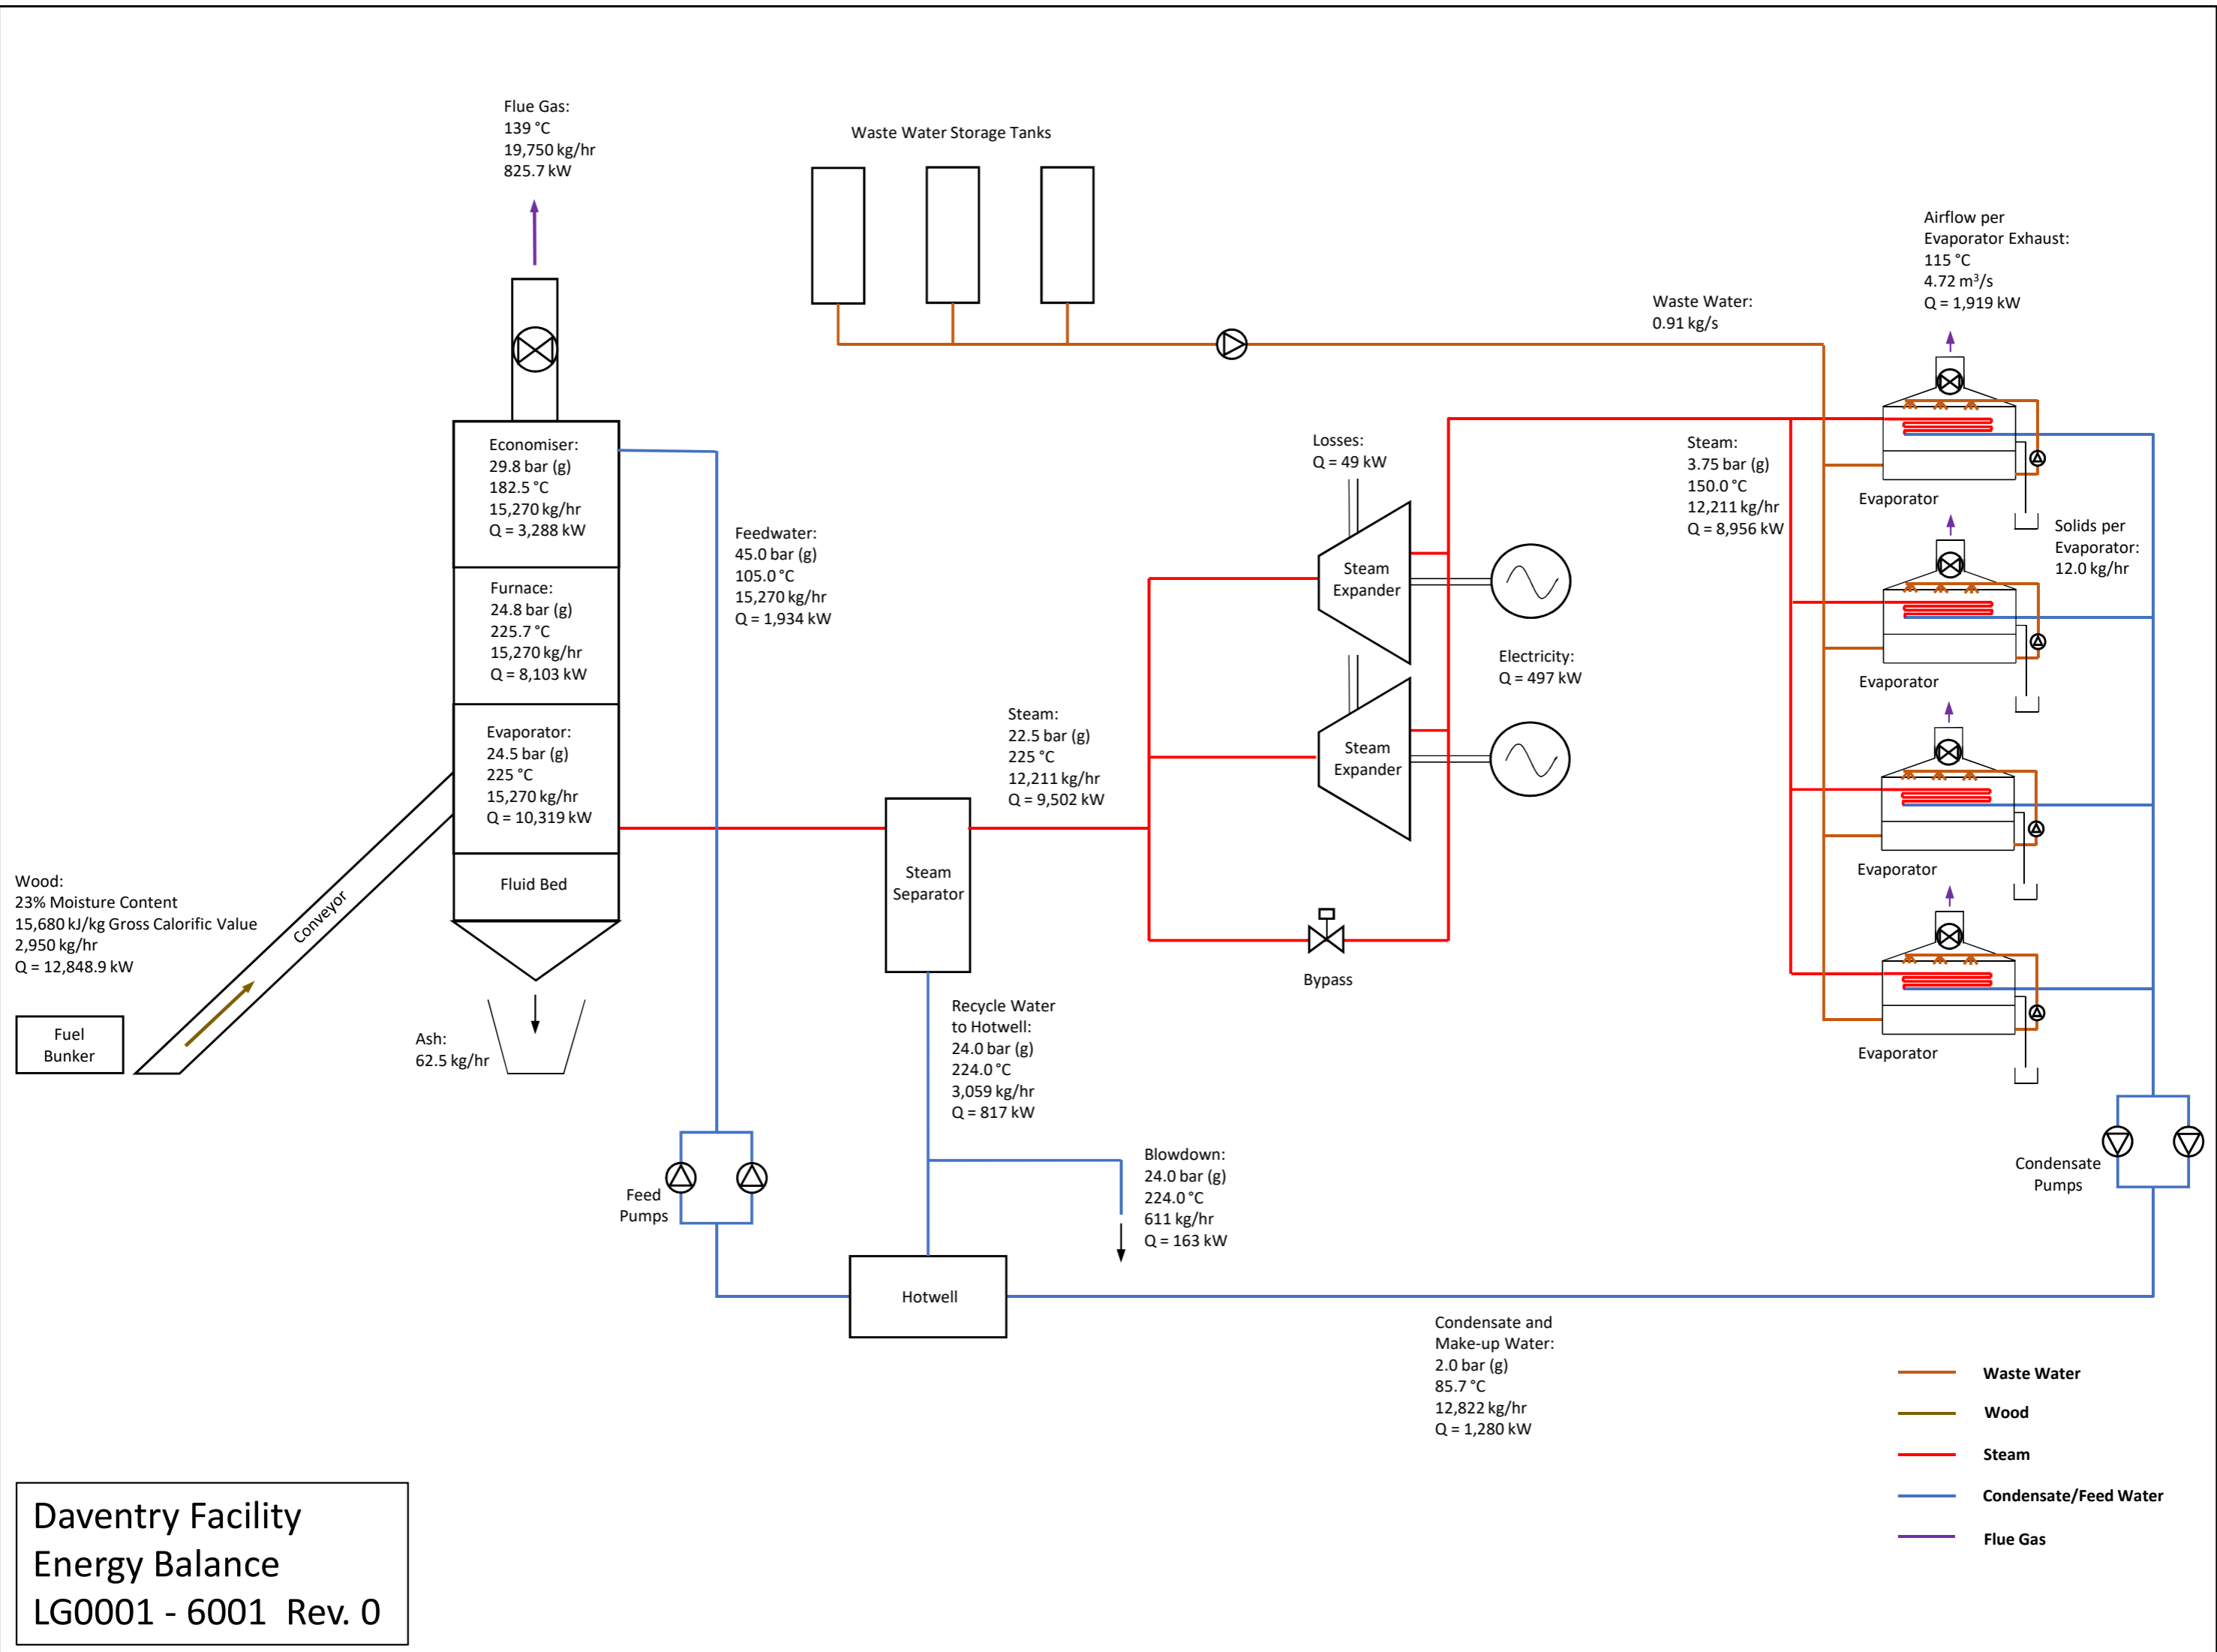 Flue Gas:
139 °C
19,750 kg/hr
825.7 kW
Waste Water Storage Tanks
Airflow per
Evaporator Exhaust:
115 °C
4.72 m³/s
Q = 1,919 kW
Waste Water:
0.91 kg/s
Economiser:
29.8 bar (g)
182.5 °C
15,270 kg/hr
Q = 3,288 kW
Furnace:
24.8 bar (g)
225.7 °C
15,270 kg/hr
Q = 8,103 kW
Evaporator:
24.5 bar (g)
225 °C
15,270 kg/hr
Q = 10,319 kW
Fluid Bed
Feedwater:
45.0 bar (g)
105.0 °C
15,270 kg/hr
Q = 1,934 kW
Losses:
Q = 49 kW
Steam
Expander
Steam
Expander
Electricity:
Q = 497 kW
Steam:
3.75 bar (g)
150.0 °C
12,211 kg/hr
Q = 8,956 kW
Evaporator
Solids per
Evaporator:
12.0 kg/hr
Evaporator
Evaporator
Evaporator
Steam:
22.5 bar (g)
225 °C
12,211 kg/hr
Q = 9,502 kW
Steam
Separator
Bypass
Wood:
23% Moisture Content
15,680 kJ/kg Gross Calorific Value
2,950 kg/hr
Q = 12,848.9 kW
Conveyor
Fuel
Bunker
Ash:
62.5 kg/hr
Recycle Water
to Hotwell:
24.0 bar (g)
224.0 °C
3,059 kg/hr
Q = 817 kW
Blowdown:
24.0 bar (g)
224.0 °C
611 kg/hr
Q = 163 kW
Feed
Pumps
Condensate
Pumps
Hotwell
Condensate and
Make-up Water:
2.0 bar (g)
85.7 °C
12,822 kg/hr
Q = 1,280 kW
Waste Water
Wood
Steam
Condensate/Feed Water
Flue Gas
Daventry Facility
Energy Balance
LG0001 - 6001 Rev. 0